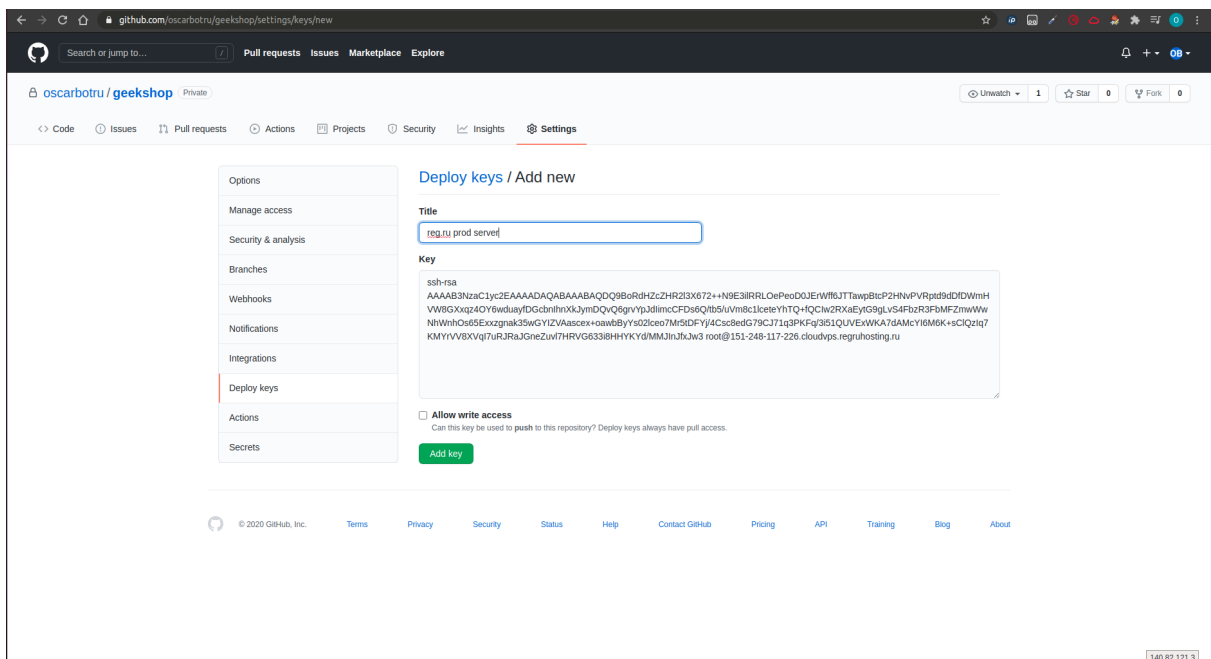 github.com/oscarbotru/geekshop/settings/keys/new
Search or jump to... / Pull requests Issues Marketplace Explore
oscarbotru / geekshop Private
Unwatch 1 Star 0 Fork 0
Code Issues Pull requests Actions Projects Security Insights Settings
Options
Manage access
Security & analysis
Branches
Webhooks
Notifications
Integrations
Deploy keys
Actions
Secrets
Deploy keys / Add new
Title
reg.ru prod server
Key
ssh-rsa
root@151-248-117-226.cloudvps.regruhosting.ru
Allow write access
Can this key be used to push to this repository? Deploy keys always have pull access.
Add key
© 2020 GitHub, Inc. Terms Privacy Security Status Help Contact GitHub Pricing API Training Blog About
140.82.121.3